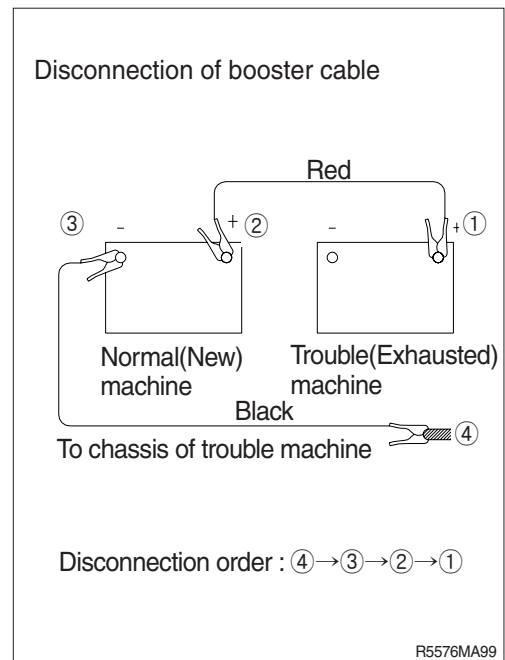 Disconnection of booster cable
Red
③ - + ② - + ①
Normal(New)
machine
Trouble(Exhausted)
machine
Black
To chassis of trouble machine ④
Disconnection order : ④→③→②→①
R5576MA99